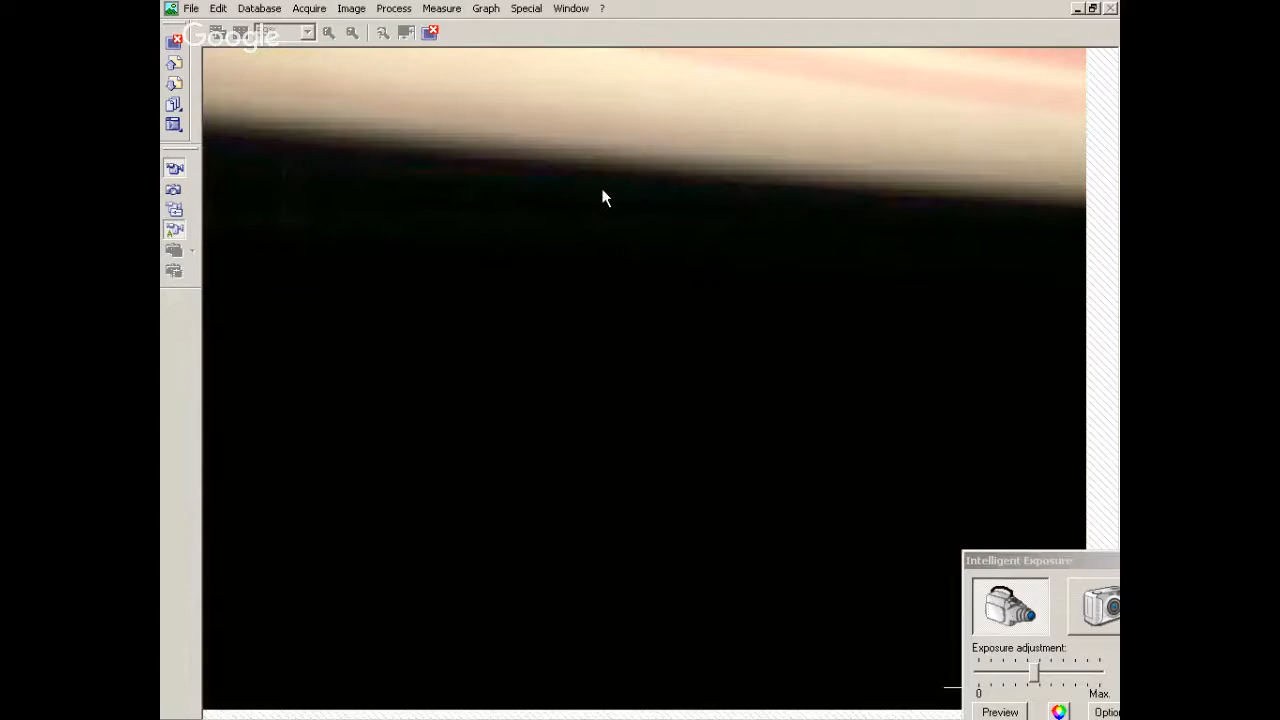 File Edit Database Acquire Image Process Measure Graph Special Window ?
Google
Intelligent Exposure
Exposure adjustment:
0 Max.
Preview Optio